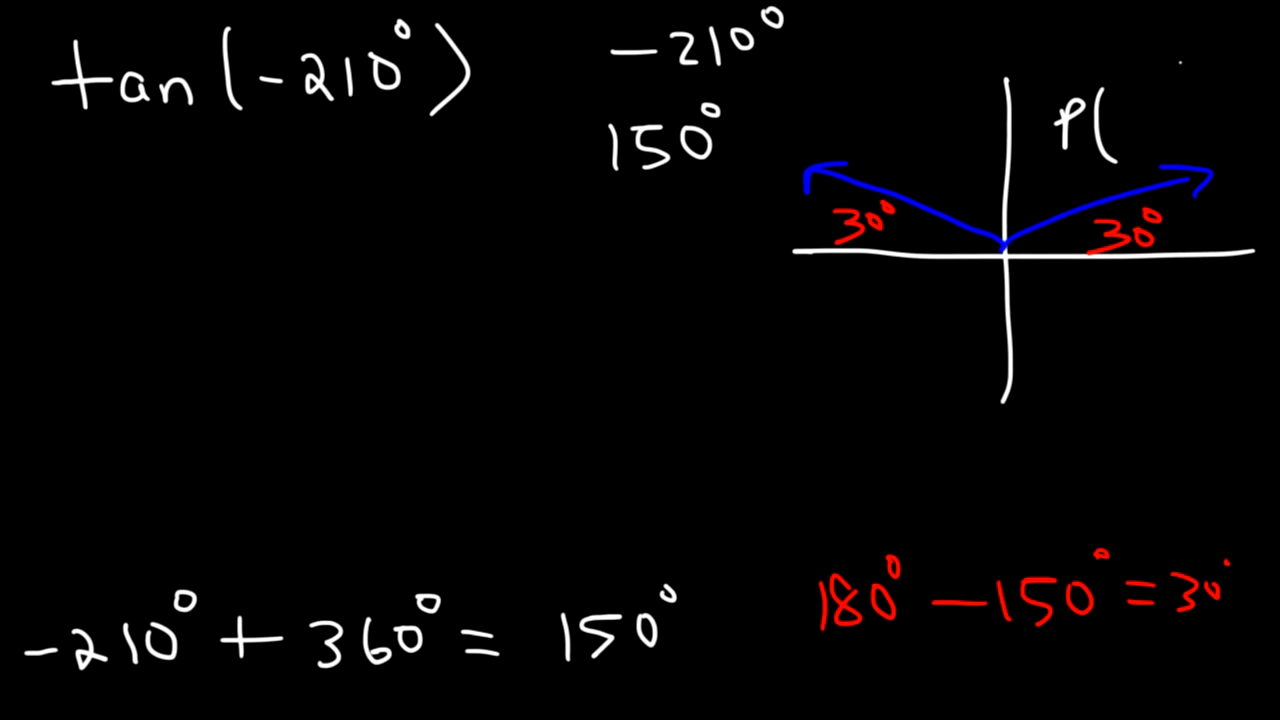 tan(-210°)
-210°
150°
P(
30°
30°
-210° + 360° = 150°
180° - 150° = 30°